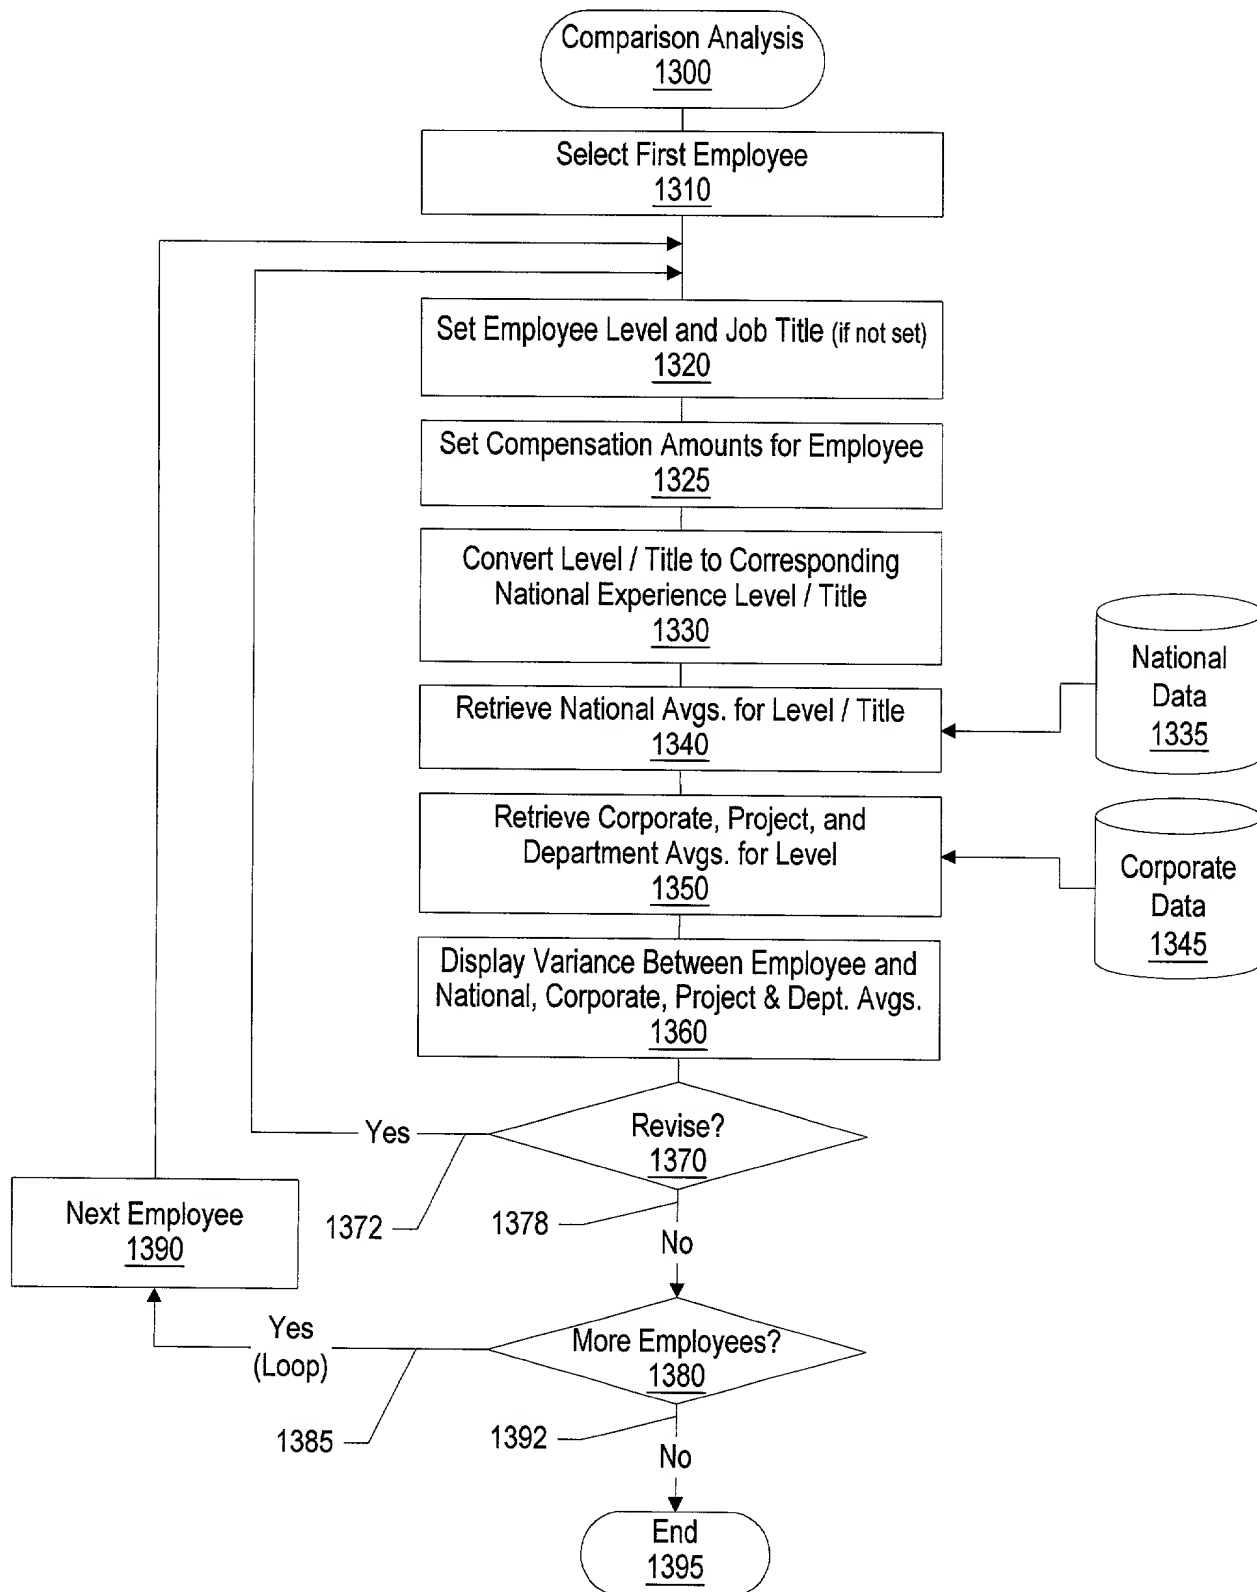 Comparison Analysis
1300
Select First Employee
1310
Set Employee Level and Job Title (if not set)
1320
Set Compensation Amounts for Employee
1325
Convert Level / Title to Corresponding
National Experience Level / Title
1330
National
Data
1335
Retrieve National Avgs. for Level / Title
1340
Retrieve Corporate, Project, and
Department Avgs. for Level
1350
Corporate
Data
1345
Display Variance Between Employee and
National, Corporate, Project & Dept. Avgs.
1360
Revise?
1370
Yes
1372
1378
No
Next Employee
1390
More Employees?
1380
Yes
(Loop)
1385
1392
No
End
1395